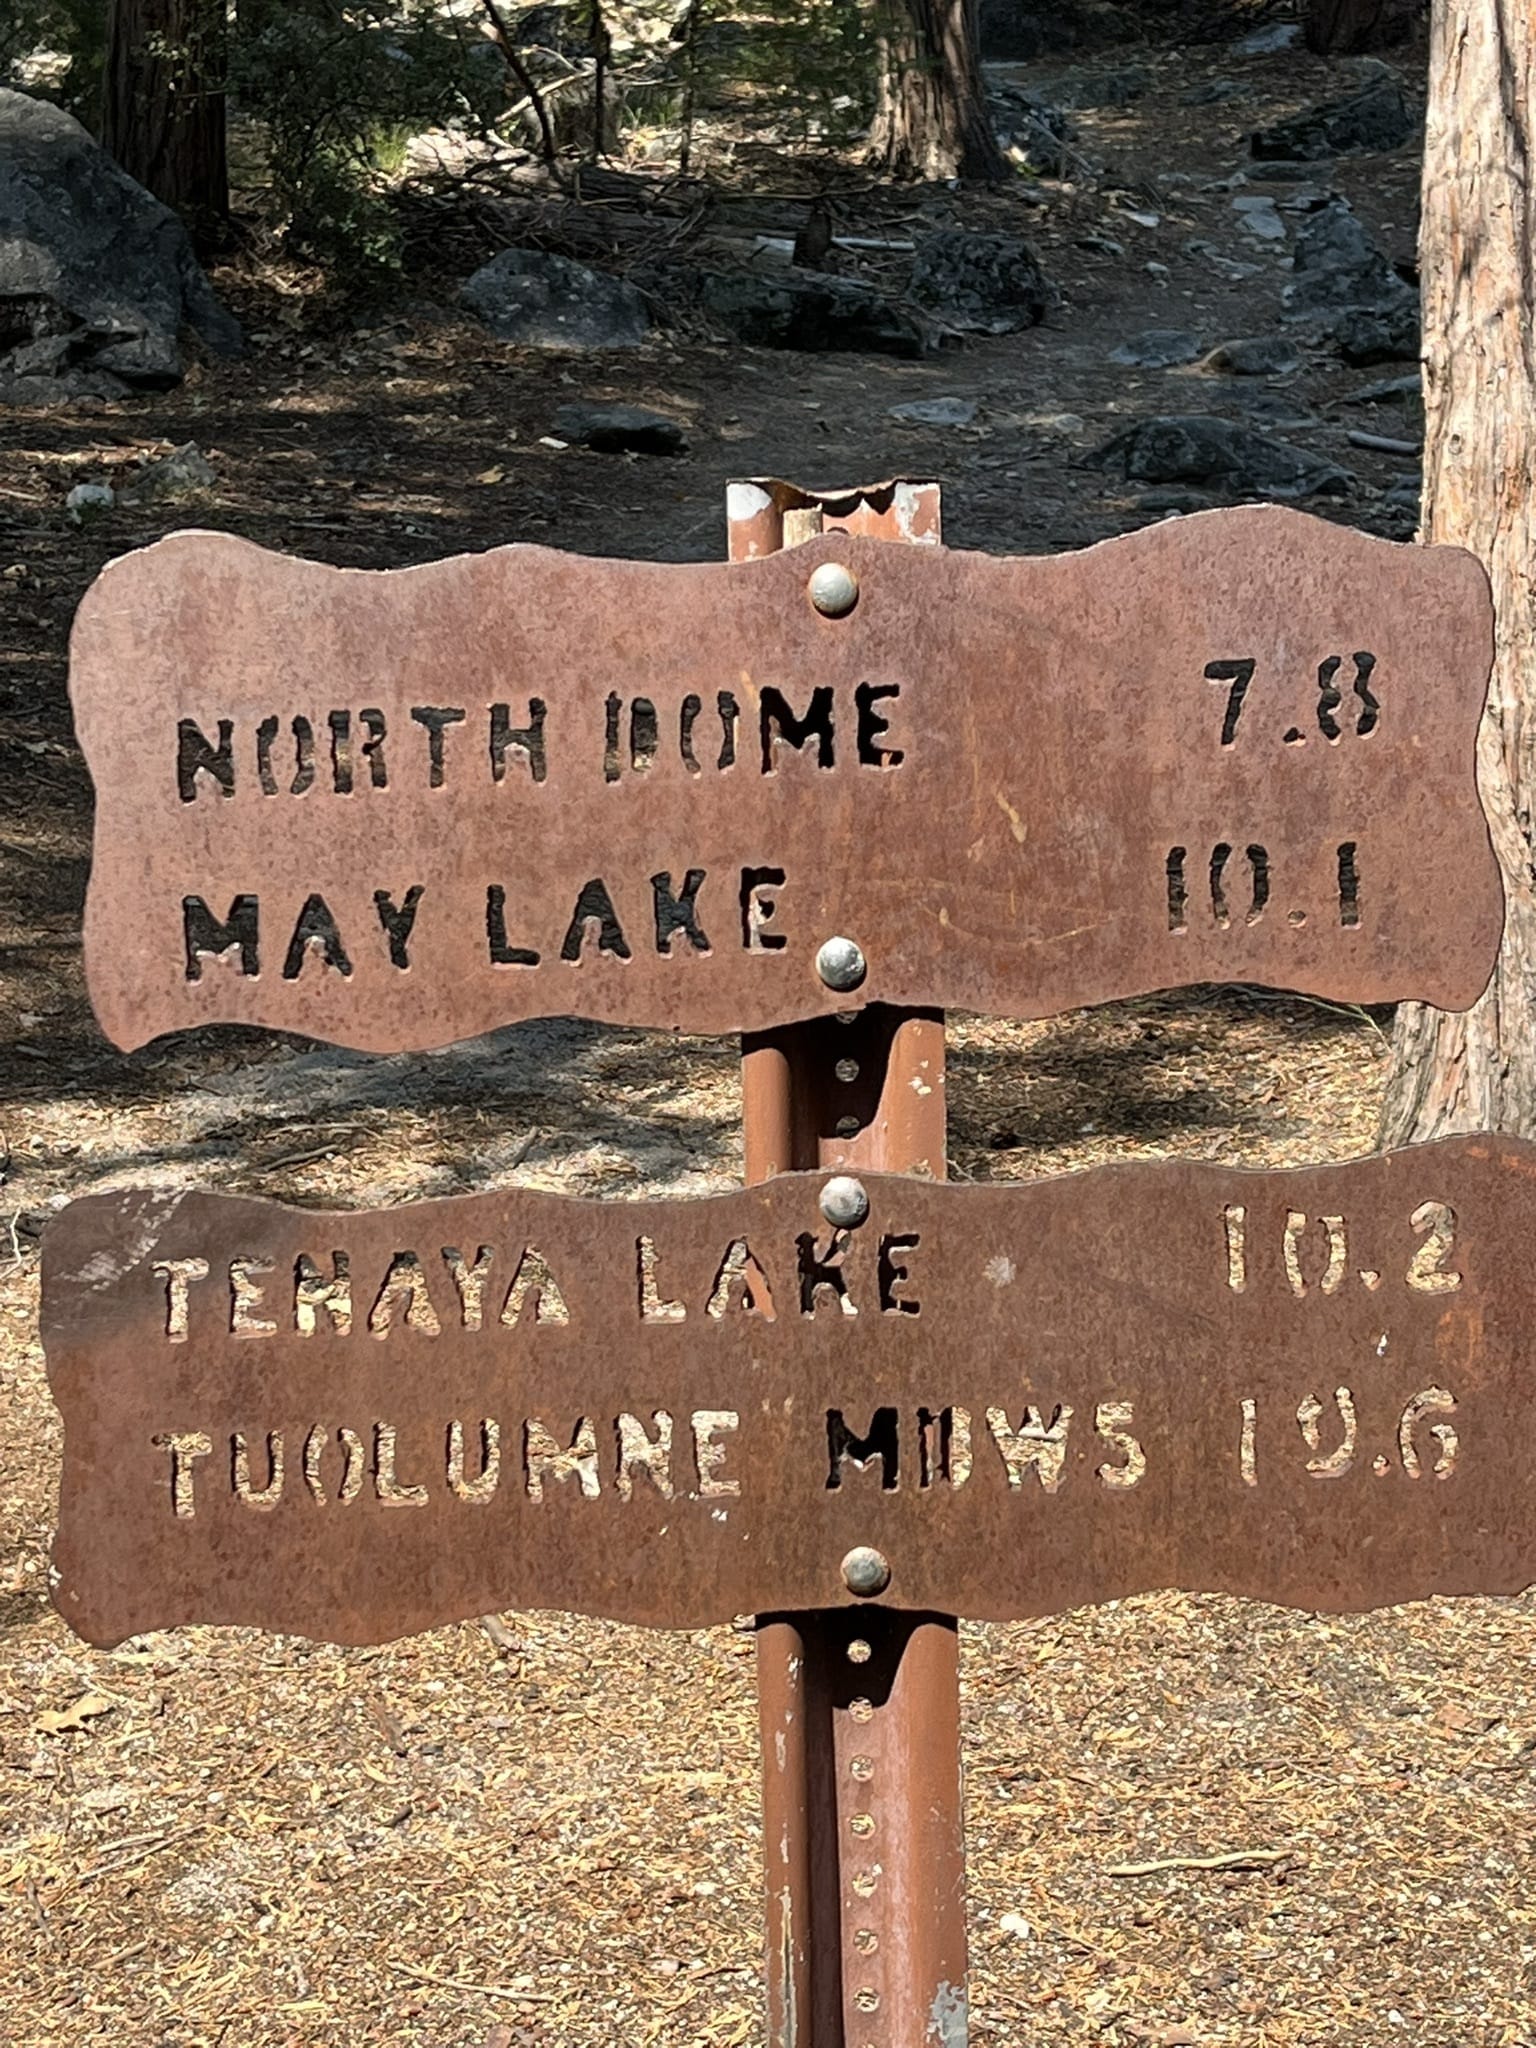 NORTH DOME 7.8
MAY LAKE 10.1
TENAYA LAKE 10.2
TUOLUMNE MDWS 19.6